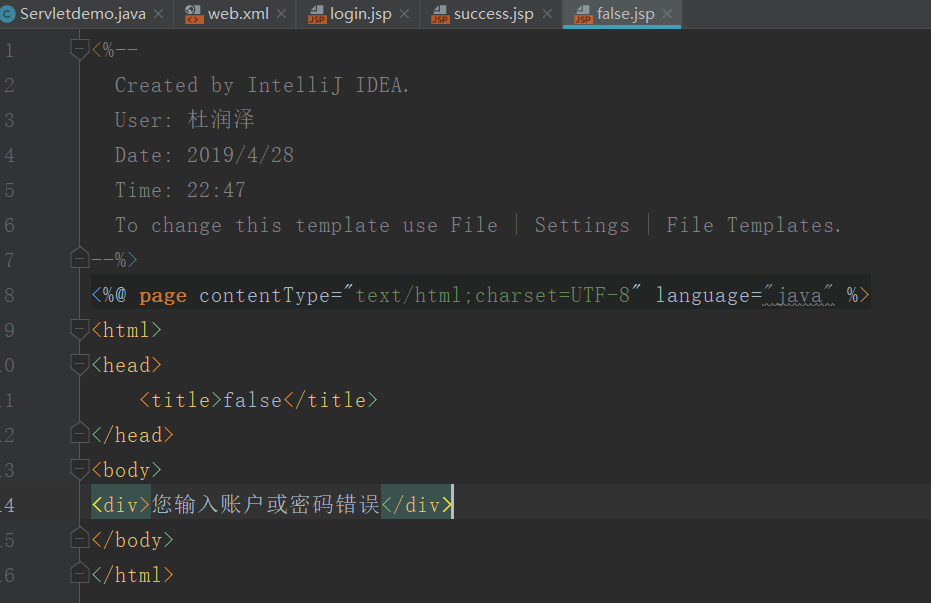 Servletdemo.java web.xml login.jsp success.jsp false.jsp
1 <%--
2 Created by IntelliJ IDEA.
3 User: 杜润泽
4 Date: 2019/4/28
5 Time: 22:47
6 To change this template use File | Settings | File Templates.
7 --%>
8 <%@ page contentType="text/html;charset=UTF-8" language="java" %>
9 <html>
0 <head>
1 <title>false</title>
2 </head>
3 <body>
4 <div>您输入账户或密码错误</div>
5 </body>
6 </html>